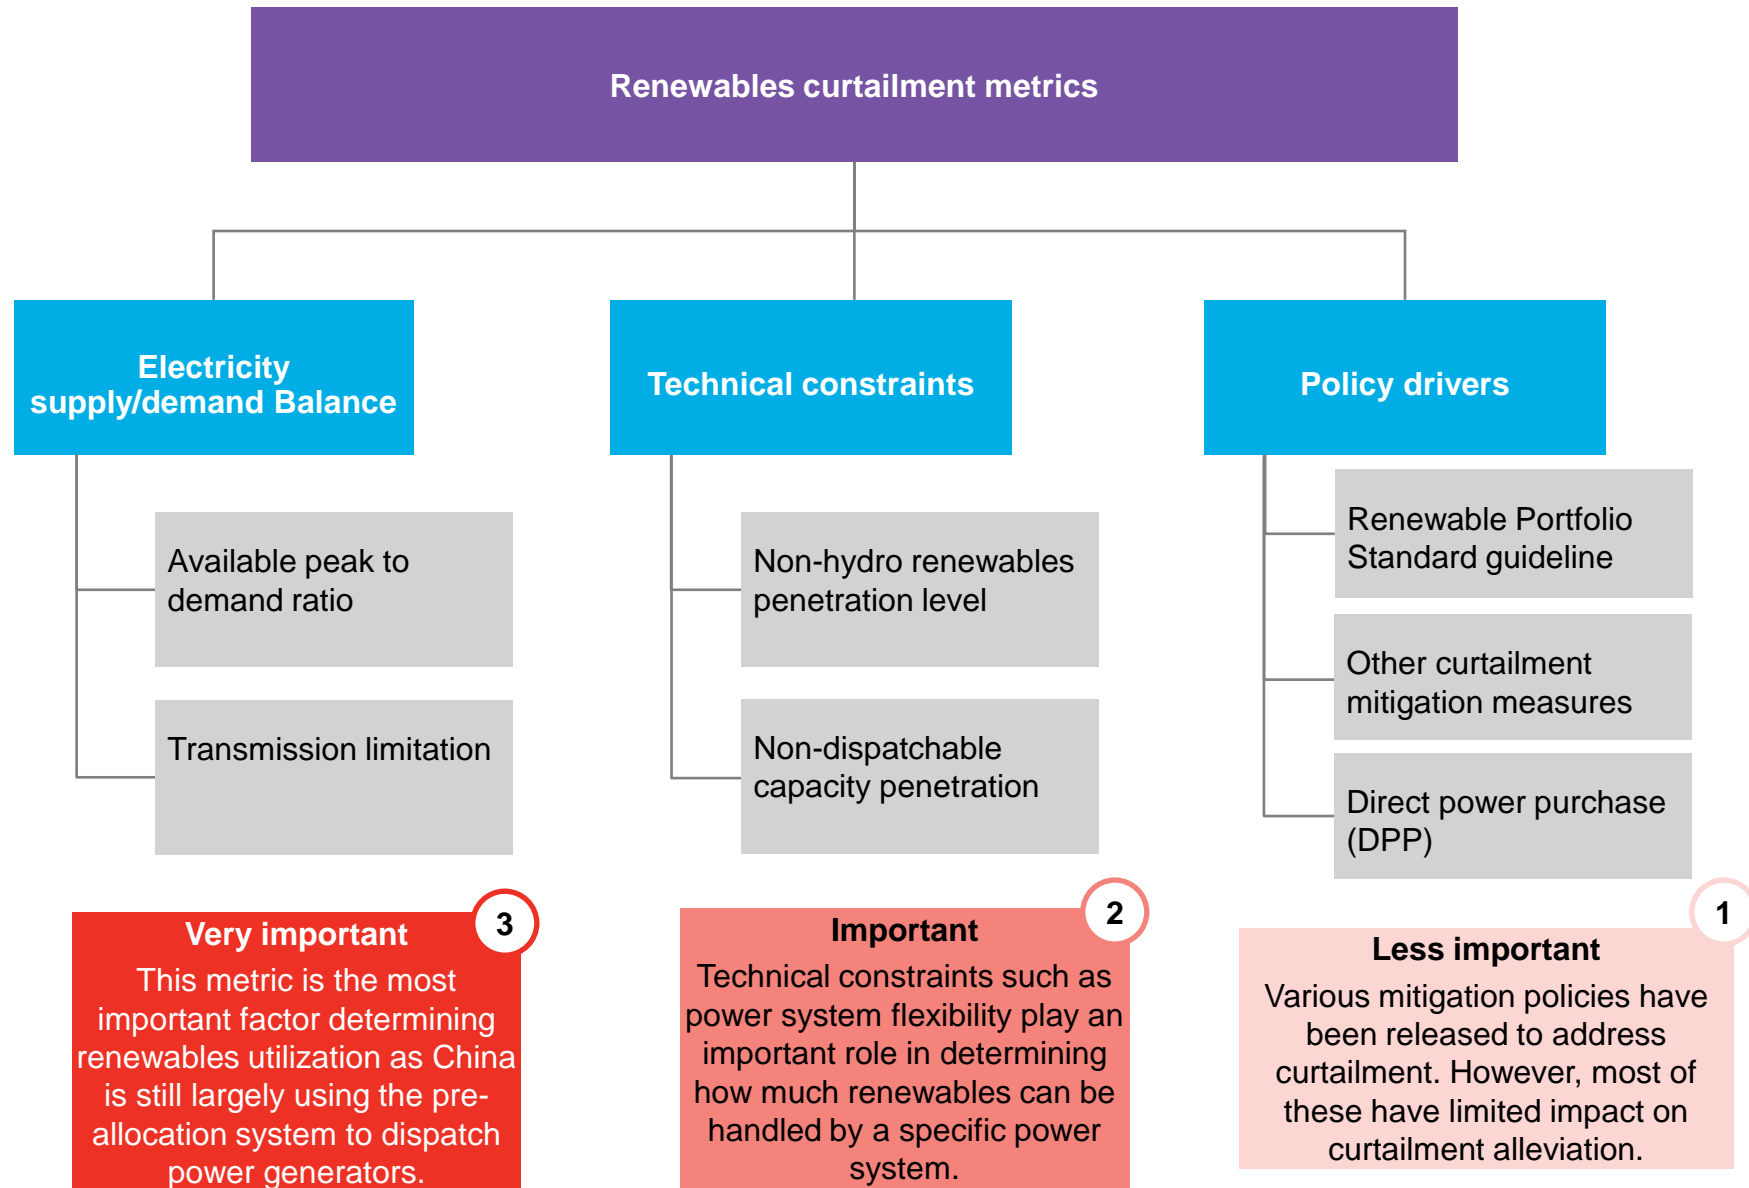 Renewables curtailment metrics
Electricity
supply/demand Balance
Technical constraints
Policy drivers
Available peak to
demand ratio
Transmission limitation
Non-hydro renewables
penetration level
Non-dispatchable
capacity penetration
Renewable Portfolio
Standard guideline
Other curtailment
mitigation measures
Direct power purchase
(DPP)
3
Very important
This metric is the most
important factor determining
renewables utilization as China
is still largely using the pre-
allocation system to dispatch
power generators.
2
Important
Technical constraints such as
power system flexibility play an
important role in determining
how much renewables can be
handled by a specific power
system.
1
Less important
Various mitigation policies have
been released to address
curtailment. However, most of
these have limited impact on
curtailment alleviation.